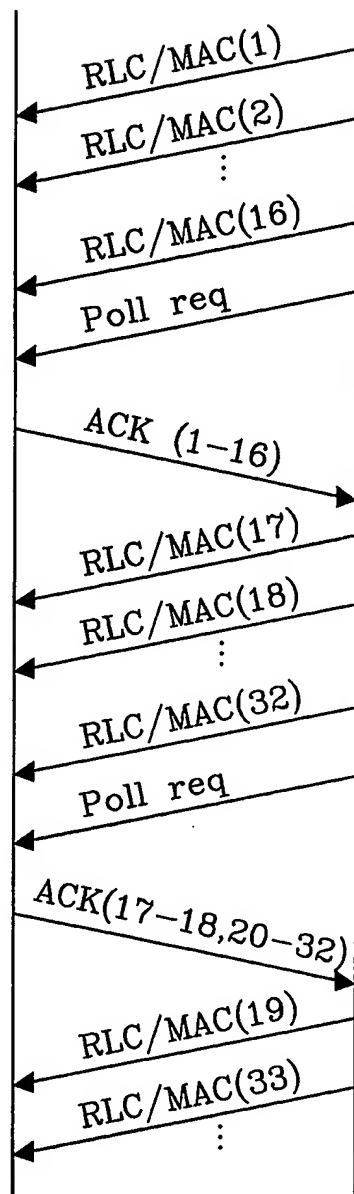 RLC/MAC(1)
RLC/MAC(2)
⋮
RLC/MAC(16)
Poll req
ACK (1-16)
RLC/MAC(17)
RLC/MAC(18)
⋮
RLC/MAC(32)
Poll req
ACK(17-18,20-32)
RLC/MAC(19)
RLC/MAC(33)
⋮